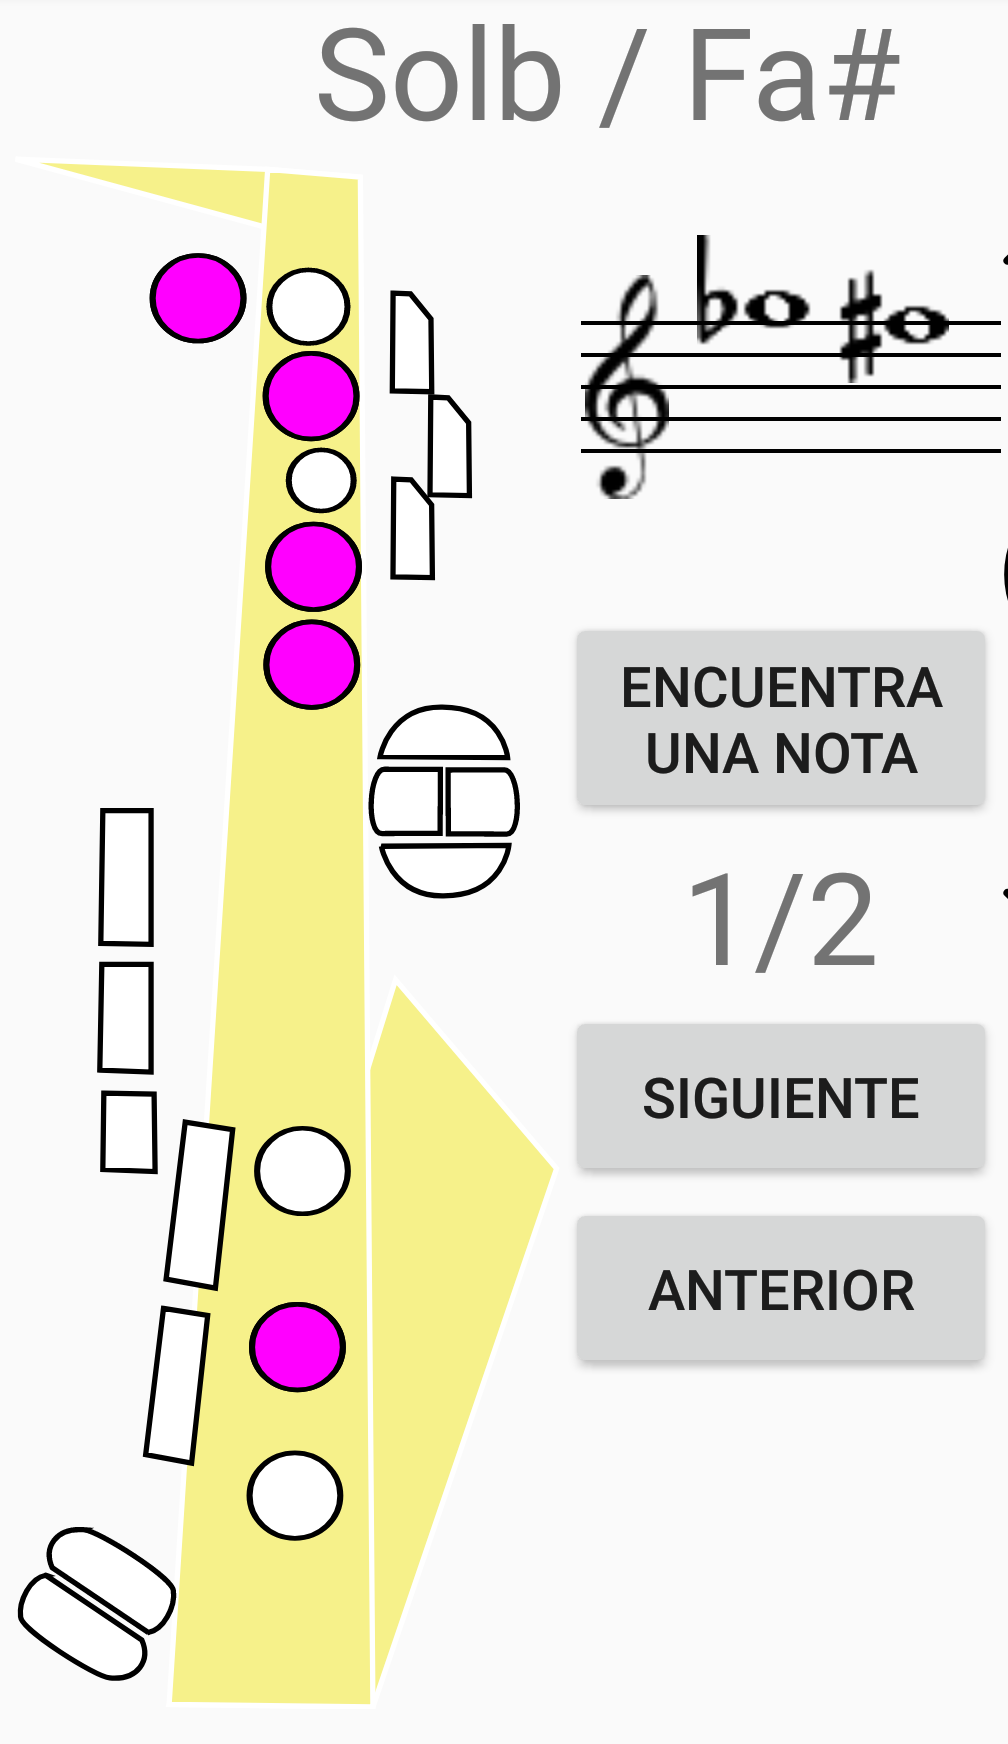 Solb / Fa#
ENCUENTRA
UNA NOTA
1/2
SIGUIENTE
ANTERIOR